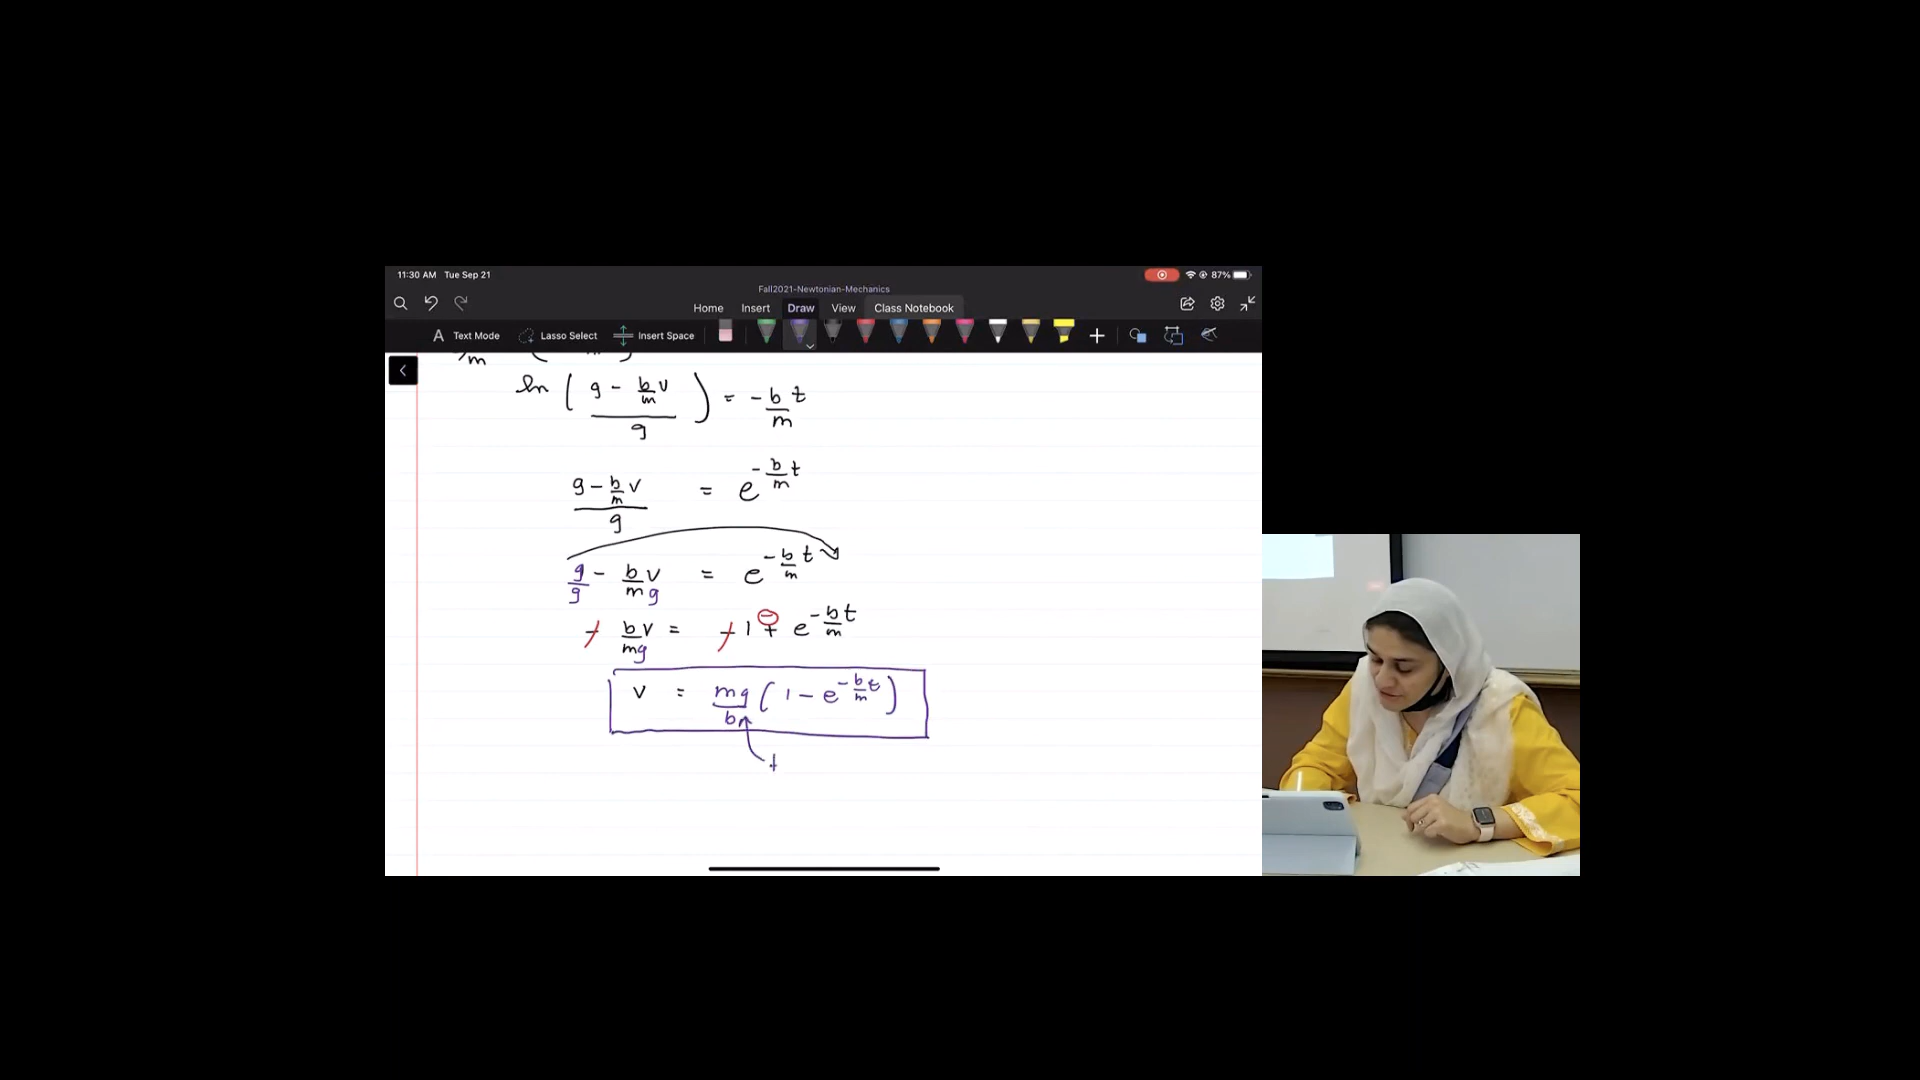 11:30 AM Tue Sep 21
87%
Fall2021-Newtonian-Mechanics
Home Insert Draw View Class Notebook
A Text Mode Lasso Select Insert Space
m
ln ( (g - b/m v) / g ) = - b/m t
(g - b/m v) / g = e^(- b/m t)
g/g - bv/mg = e^(- b/m t)
- bv/mg = - 1 + e^(- b/m t)
v = mg/b ( 1 - e^(- b/m t) )